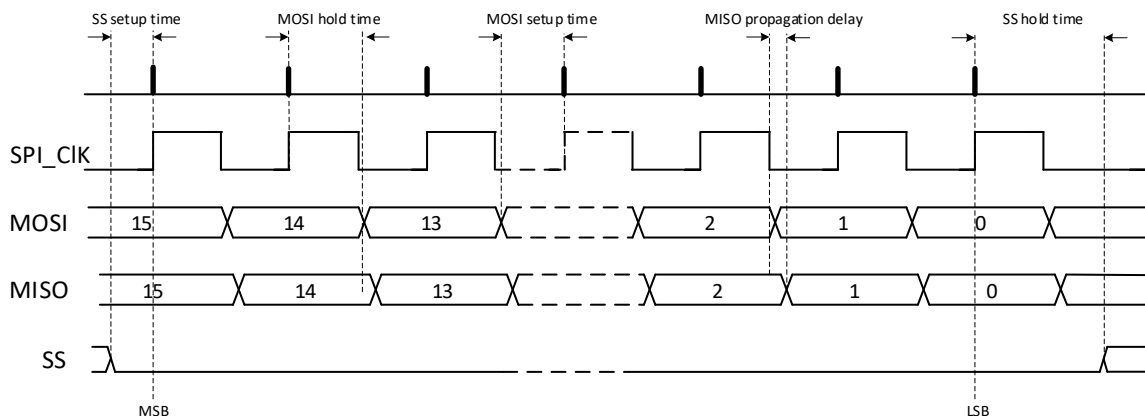 SS setup time MOSI hold time MOSI setup time MISO propagation delay SS hold time
SPI_ClK
MOSI 15 14 13 2 1 0
MISO 15 14 13 2 1 0
SS
MSB LSB